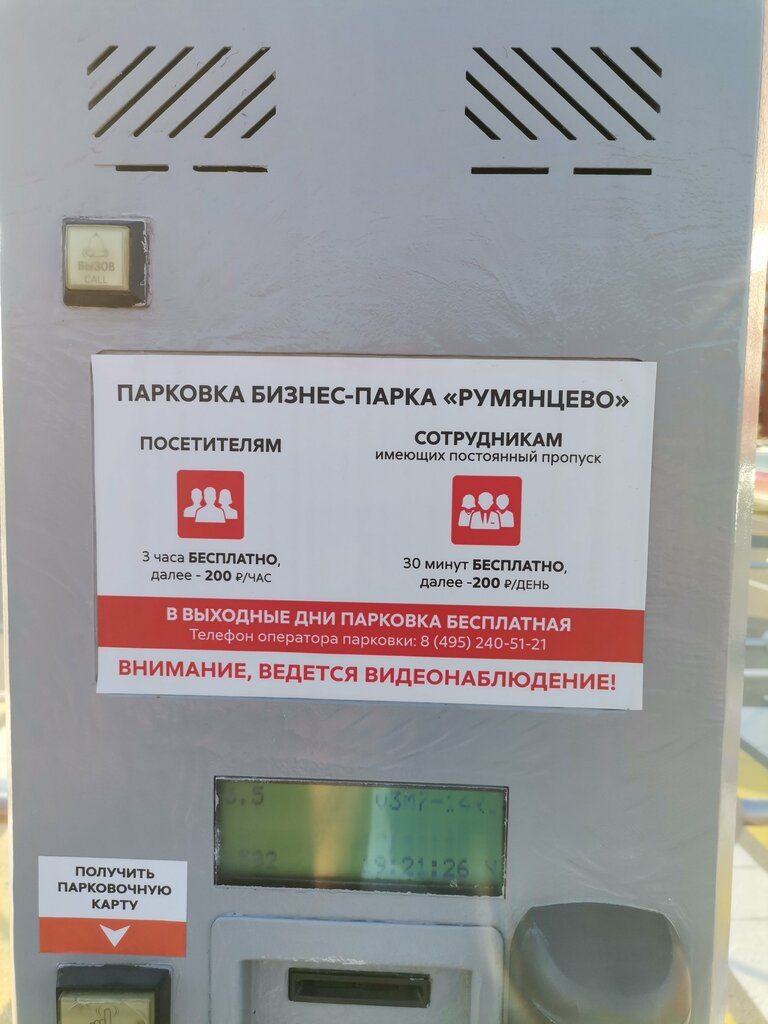 ВЫЗОВ
CALL
ПАРКОВКА БИЗНЕС-ПАРКА «РУМЯНЦЕВО»
ПОСЕТИТЕЛЯМ
3 часа БЕСПЛАТНО,
далее - 200 ₽/ЧАС
СОТРУДНИКАМ
имеющих постоянный пропуск
30 минут БЕСПЛАТНО,
далее -200 ₽/ДЕНЬ
В ВЫХОДНЫЕ ДНИ ПАРКОВКА БЕСПЛАТНАЯ
Телефон оператора парковки: 8 (495) 240-51-21
ВНИМАНИЕ, ВЕДЕТСЯ ВИДЕОНАБЛЮДЕНИЕ!
ПОЛУЧИТЬ
ПАРКОВОЧНУЮ
КАРТУ